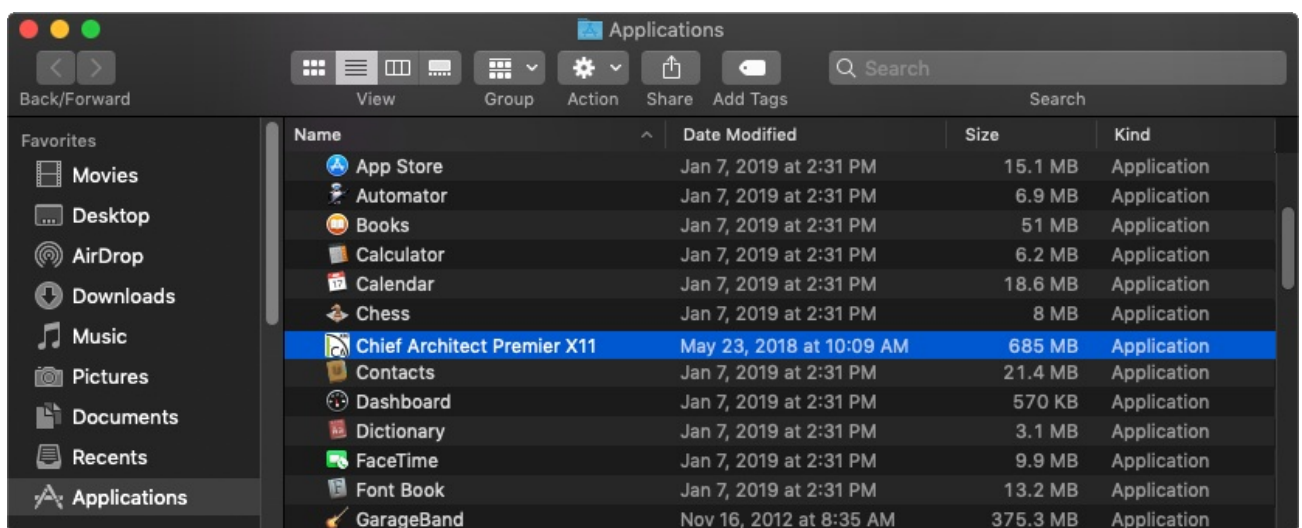 Applications
Search
Back/Forward View Group Action Share Add Tags Search
Favorites
Movies
Desktop
AirDrop
Downloads
Music
Pictures
Documents
Recents
Applications
Name Date Modified Size Kind
App Store Jan 7, 2019 at 2:31 PM 15.1 MB Application
Automator Jan 7, 2019 at 2:31 PM 6.9 MB Application
Books Jan 7, 2019 at 2:31 PM 51 MB Application
Calculator Jan 7, 2019 at 2:31 PM 6.2 MB Application
Calendar Jan 7, 2019 at 2:31 PM 18.6 MB Application
Chess Jan 7, 2019 at 2:31 PM 8 MB Application
Chief Architect Premier X11 May 23, 2018 at 10:09 AM 685 MB Application
Contacts Jan 7, 2019 at 2:31 PM 21.4 MB Application
Dashboard Jan 7, 2019 at 2:31 PM 570 KB Application
Dictionary Jan 7, 2019 at 2:31 PM 3.1 MB Application
FaceTime Jan 7, 2019 at 2:31 PM 9.9 MB Application
Font Book Jan 7, 2019 at 2:31 PM 13.2 MB Application
GarageBand Nov 16, 2012 at 8:35 AM 375.3 MB Application